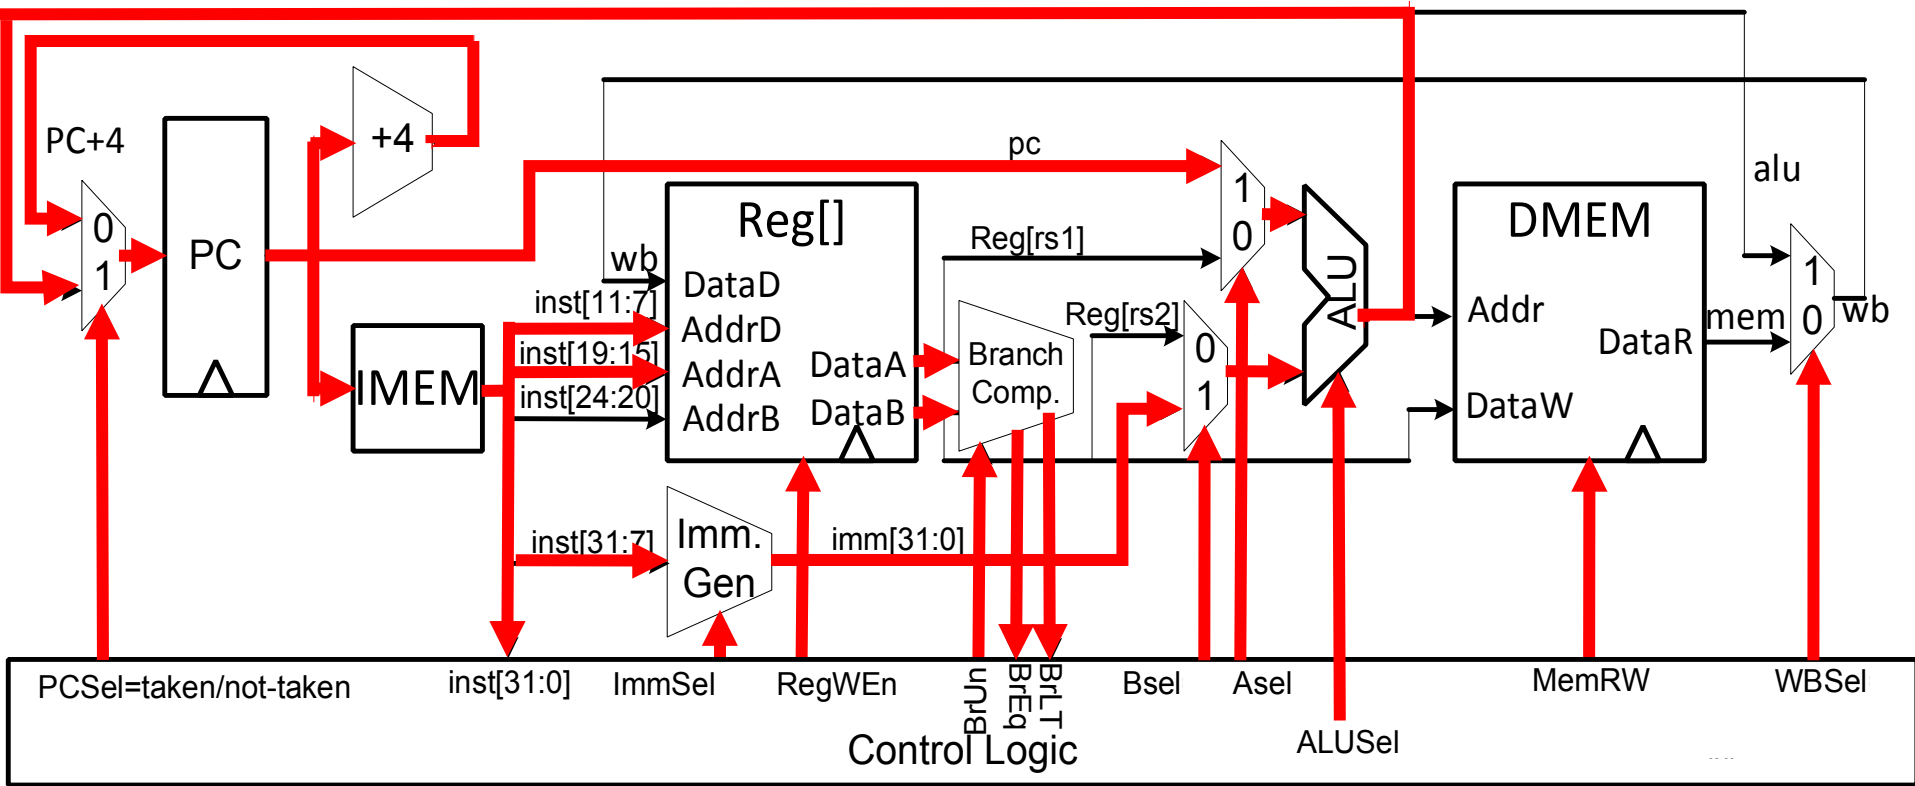 PC+4
+4
pc
alu
0
1
PC
wb
Reg[]
DataD
inst[11:7]
AddrD
inst[19:15]
AddrA
inst[24:20]
AddrB
DataA
DataB
IMEM
Reg[rs1]
Branch
Comp.
Reg[rs2]
1
0
0
1
ALU
DMEM
Addr
DataR
DataW
mem
1
0
wb
inst[31:7]
Imm.
Gen
imm[31:0]
PCSel=taken/not-taken
inst[31:0]
ImmSel
RegWEn
BrUn
BrEq
BrLT
Bsel
Asel
ALUSel
MemRW
WBSel
Control Logic